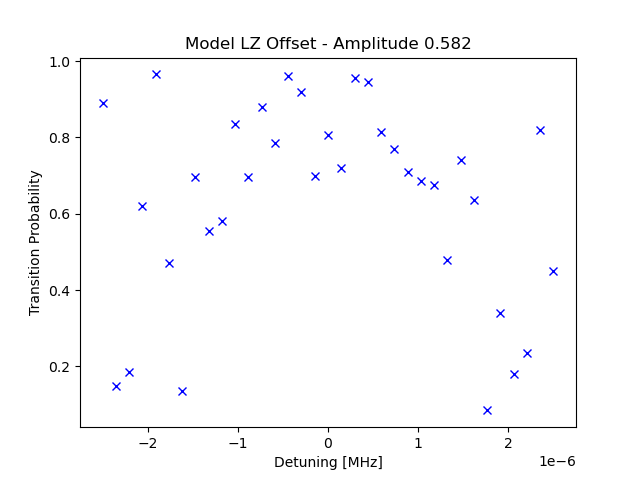 Model LZ Offset - Amplitude 0.582
1.0
0.8
0.6
0.4
0.2
Transition Probability
−2
−1
0
1
2
1e−6
Detuning [MHz]